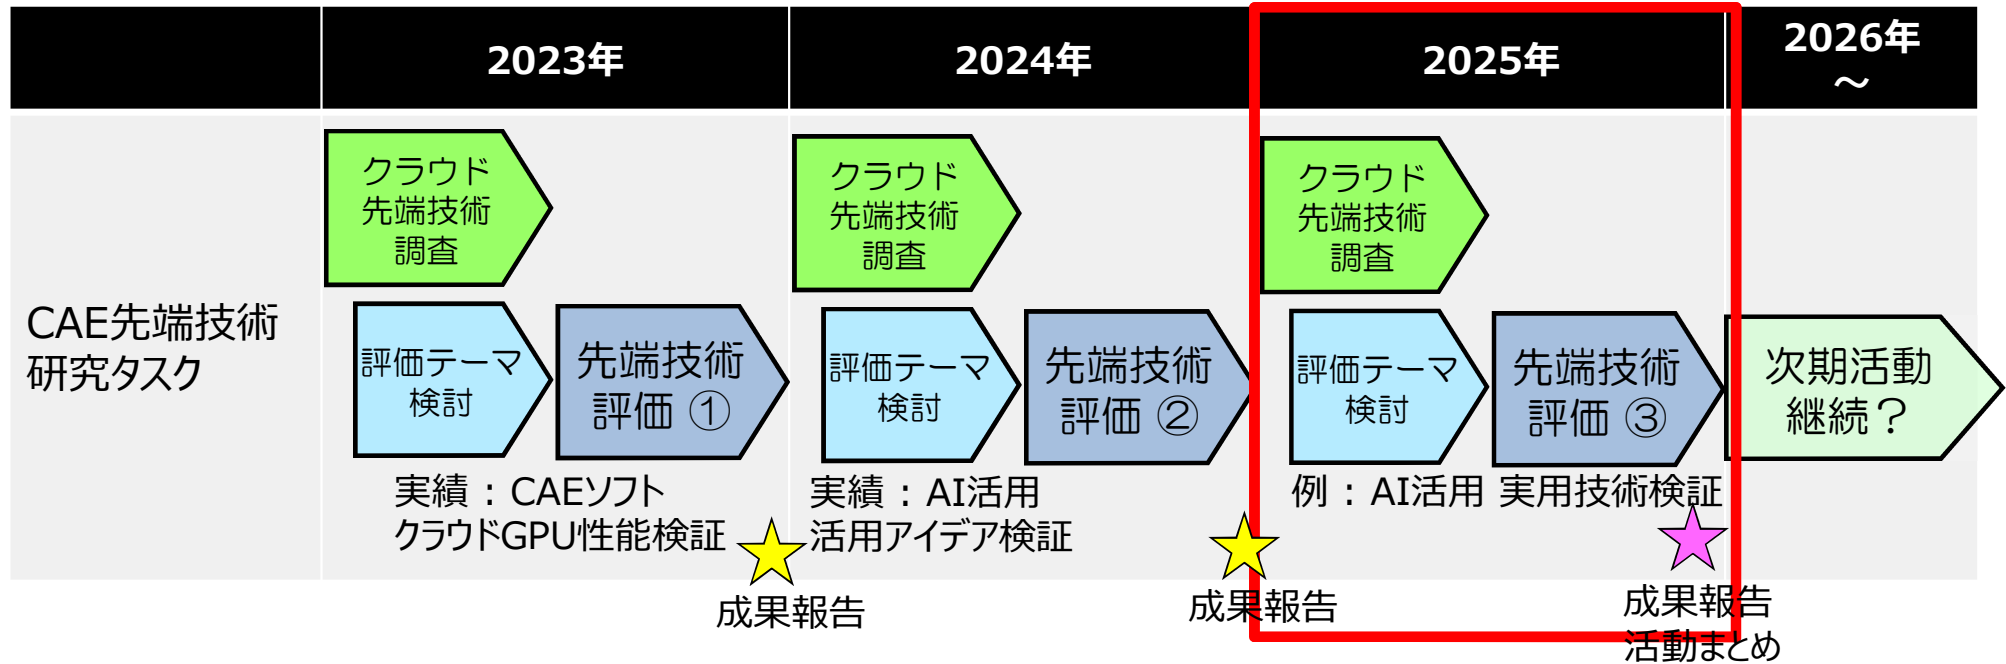 2023年
2024年
2025年
2026年
～
CAE先端技術
研究タスク
クラウド
先端技術
調査
評価テーマ
検討
先端技術
評価 ①
実績：CAEソフト
クラウドGPU性能検証
成果報告
クラウド
先端技術
調査
評価テーマ
検討
先端技術
評価 ②
実績：AI活用
活用アイデア検証
成果報告
クラウド
先端技術
調査
評価テーマ
検討
先端技術
評価 ③
例：AI活用 実用技術検証
成果報告
活動まとめ
次期活動
継続？